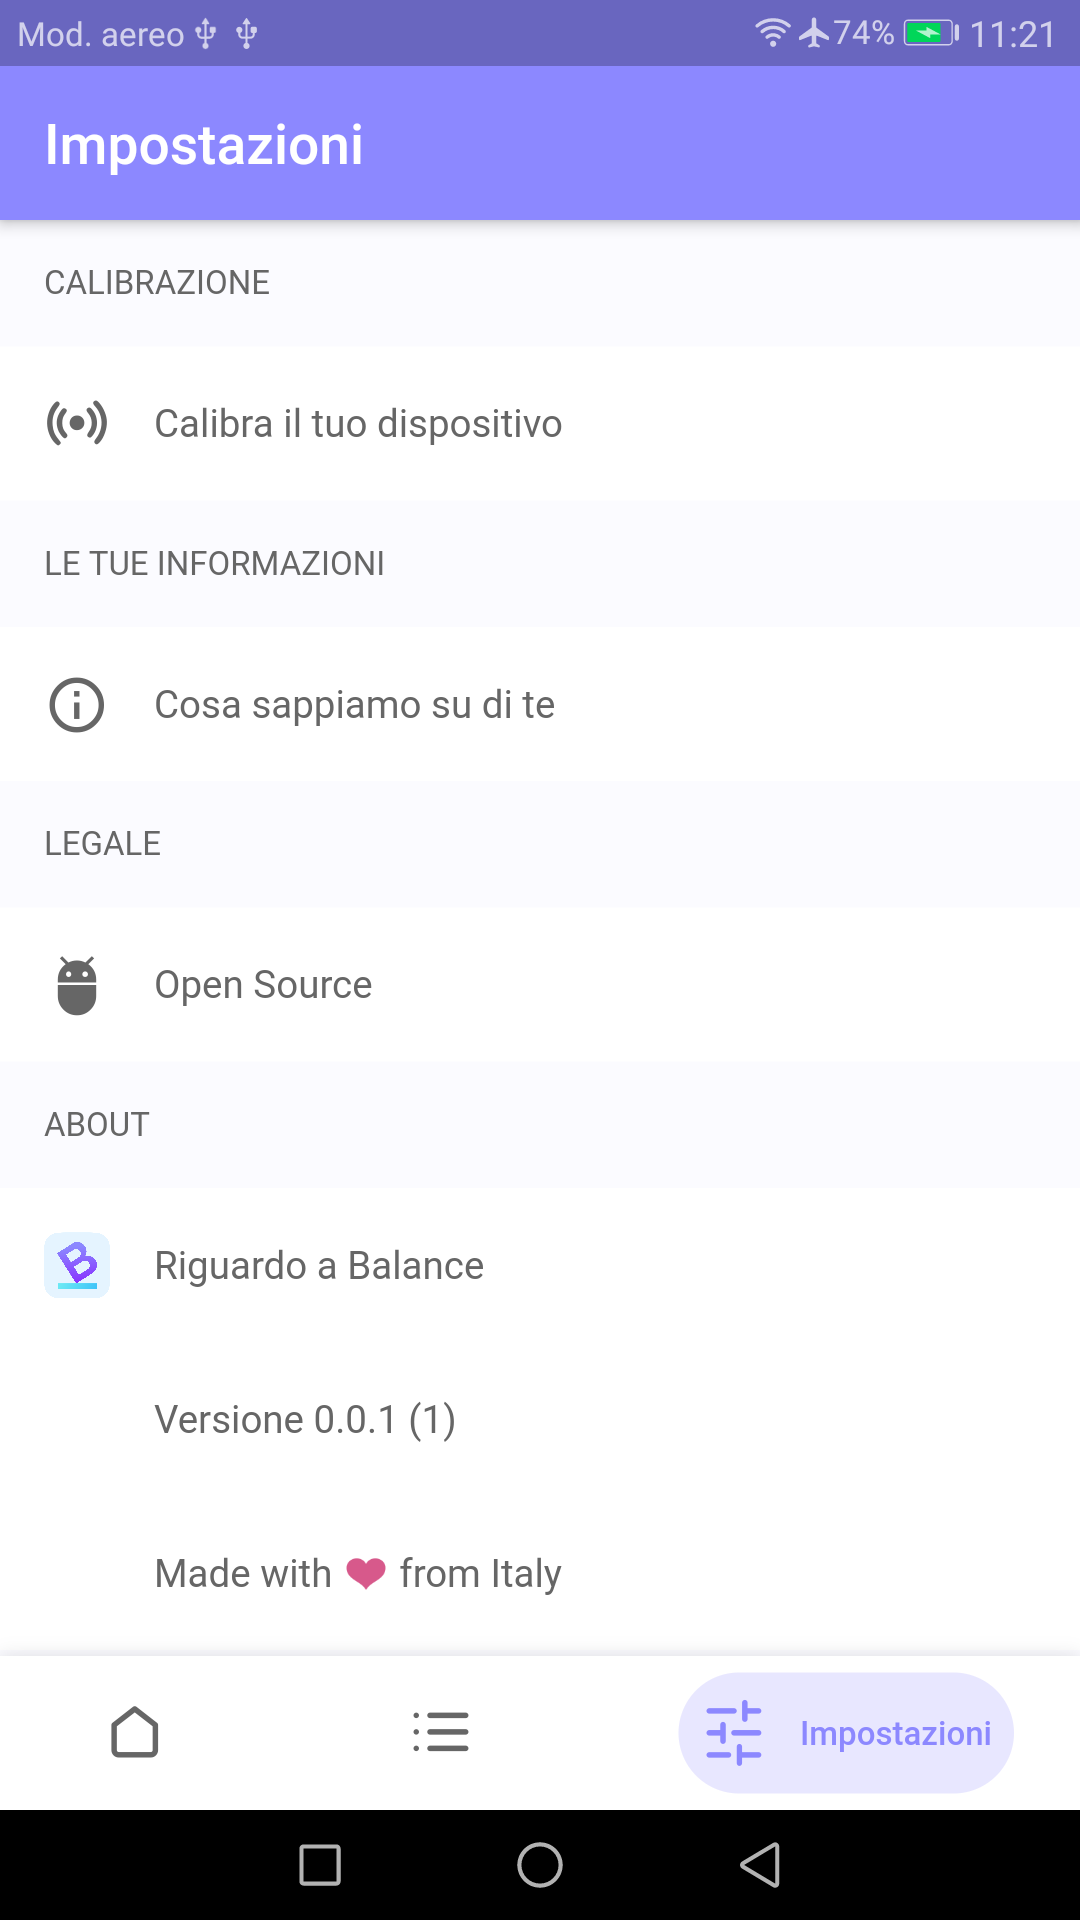 Mod. aereo 74% 11:21
Impostazioni
CALIBRAZIONE
Calibra il tuo dispositivo
LE TUE INFORMAZIONI
Cosa sappiamo su di te
LEGALE
Open Source
ABOUT
B Riguardo a Balance
Versione 0.0.1 (1)
Made with ❤ from Italy
Impostazioni